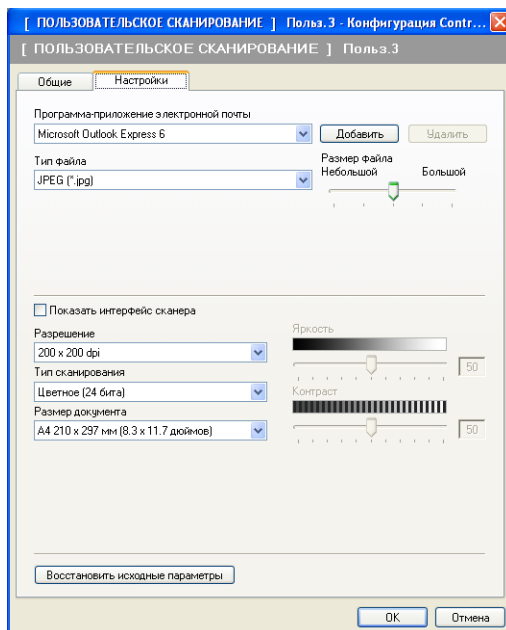 [ ПОЛЬЗОВАТЕЛЬСКОЕ СКАНИРОВАНИЕ ] Польз.3 - Конфигурация Contr...
[ ПОЛЬЗОВАТЕЛЬСКОЕ СКАНИРОВАНИЕ ] Польз.3
Общие Настройки
Программа-приложение электронной почты
Microsoft Outlook Express 6 Добавить Удалить
Тип файла Размер файла
Небольшой Большой
JPEG (*.jpg)
Показать интерфейс сканера
Разрешение Яркость
200 x 200 dpi 50
Тип сканирования
Цветное (24 бита) Контраст
Размер документа
A4 210 x 297 мм (8.3 x 11.7 дюймов) 50
Восстановить исходные параметры
OK Отмена